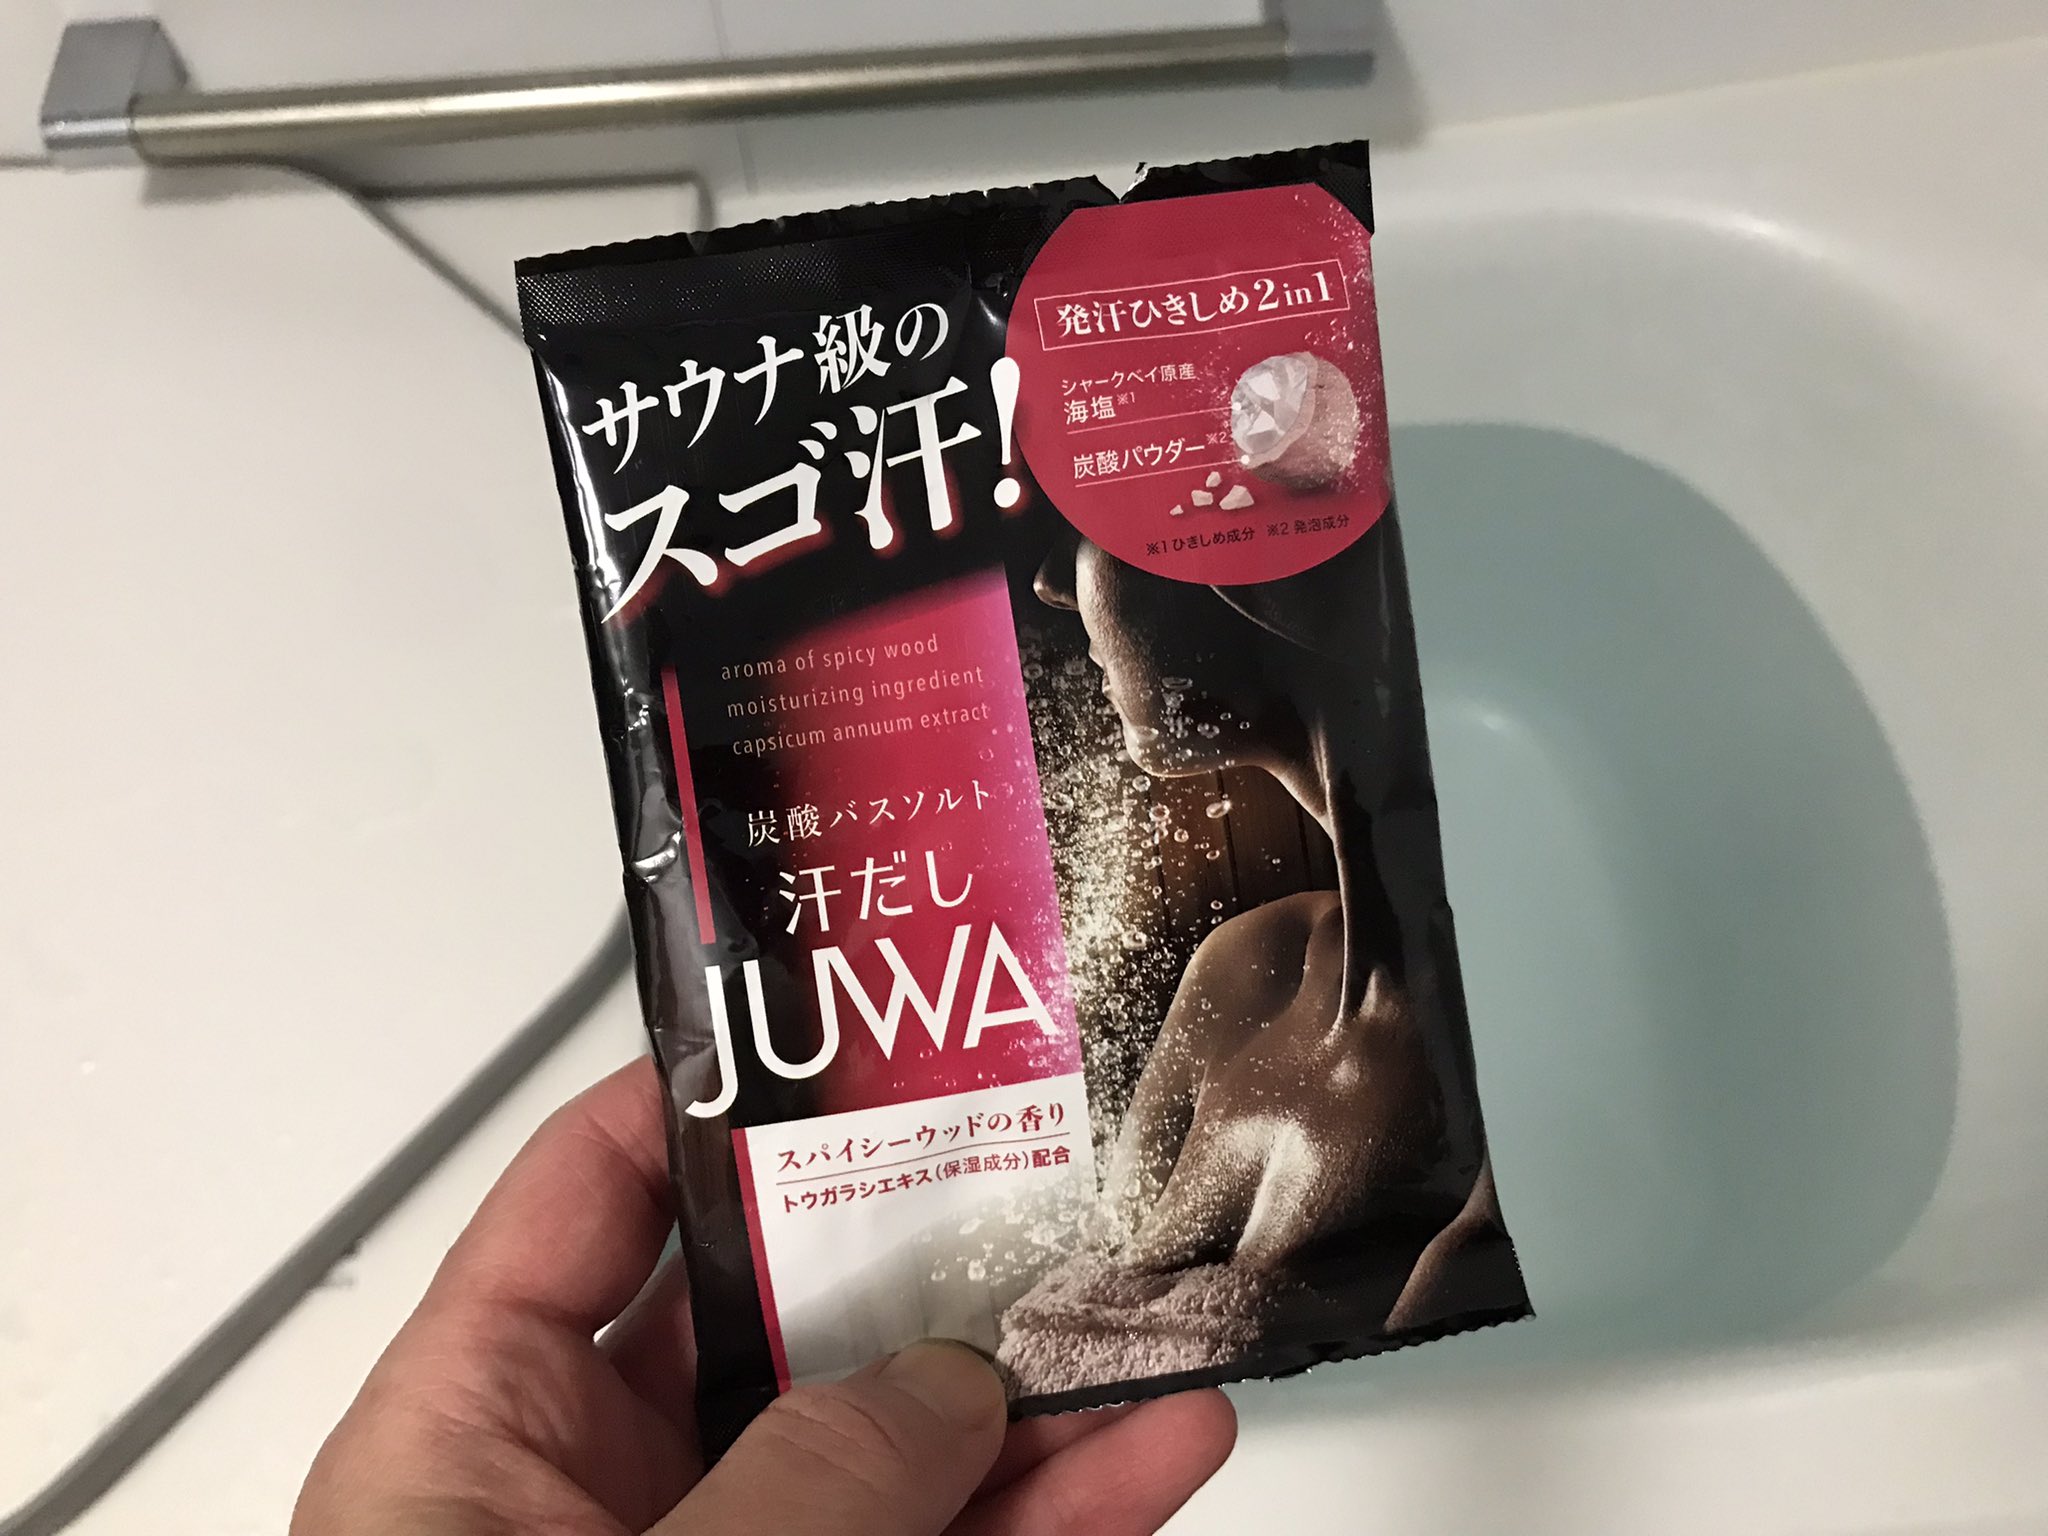 サウナ級の
スゴ汗!
発汗ひきしめ2in1
シャークベイ原産
海塩※1
炭酸パウダー※2
※1ひきしめ成分 ※2発泡成分
aroma of spicy wood
moisturizing ingredient
capsicum annuum extract
炭酸バスソルト
汗だし
JUWA
スパイシーウッドの香り
トウガラシエキス(保湿成分)配合